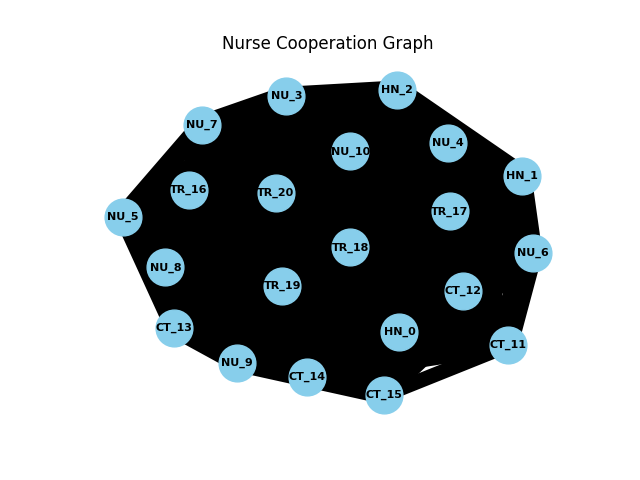 Nurse Cooperation Graph
HN_2
NU_3
NU_7
NU_4
NU_10
HN_1
TR_16
TR_20
TR_17
NU_5
TR_18
NU_6
NU_8
TR_19
CT_12
CT_13
HN_0
CT_11
NU_9
CT_14
CT_15